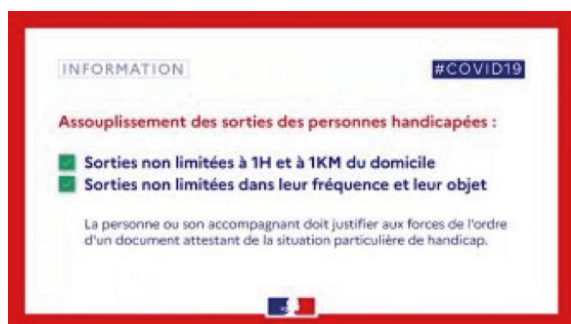 INFORMATION
#COVID19
Assouplissement des sorties des personnes handicapées :
Sorties non limitées à 1H et à 1KM du domicile
Sorties non limitées dans leur fréquence et leur objet
La personne ou son accompagnant doit justifier aux forces de l'ordre
d'un document attestant de la situation particulière de handicap.